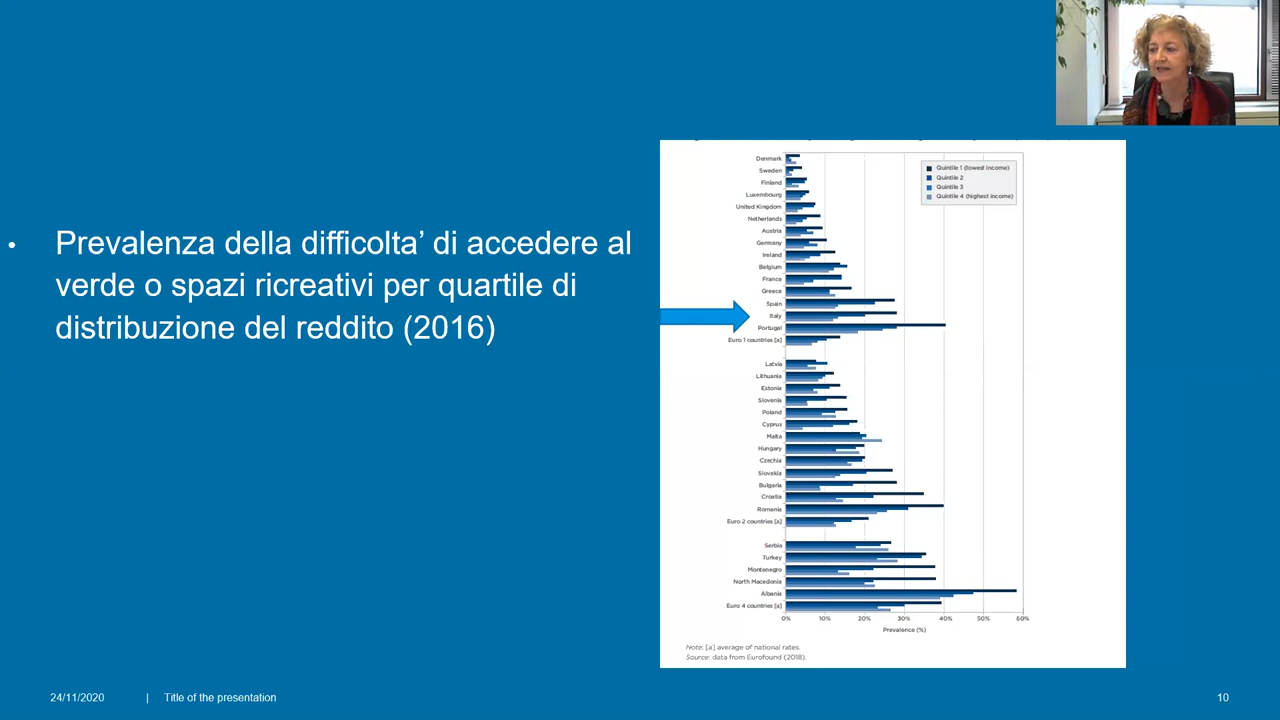 • Prevalenza della difficolta’ di accedere al
verde o spazi ricreativi per quartile di
distribuzione del reddito (2016)
Denmark
Sweden
Finland
Luxembourg
United Kingdom
Netherlands
Austria
Germany
Ireland
Belgium
France
Greece
Spain
Italy
Portugal
Euro 1 countries [a]
Latvia
Lithuania
Estonia
Slovenia
Poland
Cyprus
Malta
Hungary
Czechia
Slovakia
Bulgaria
Croatia
Romania
Euro 2 countries [a]
Serbia
Turkey
Montenegro
North Macedonia
Albania
Euro 4 countries [a]
Quintile 1 (lowest income)
Quintile 2
Quintile 3
Quintile 4 (highest income)
0% 10% 20% 30% 40% 50% 60%
Prevalence (%)
Note: [a] average of national rates.
Source: data from Eurofound (2018).
24/11/2020 | Title of the presentation 10